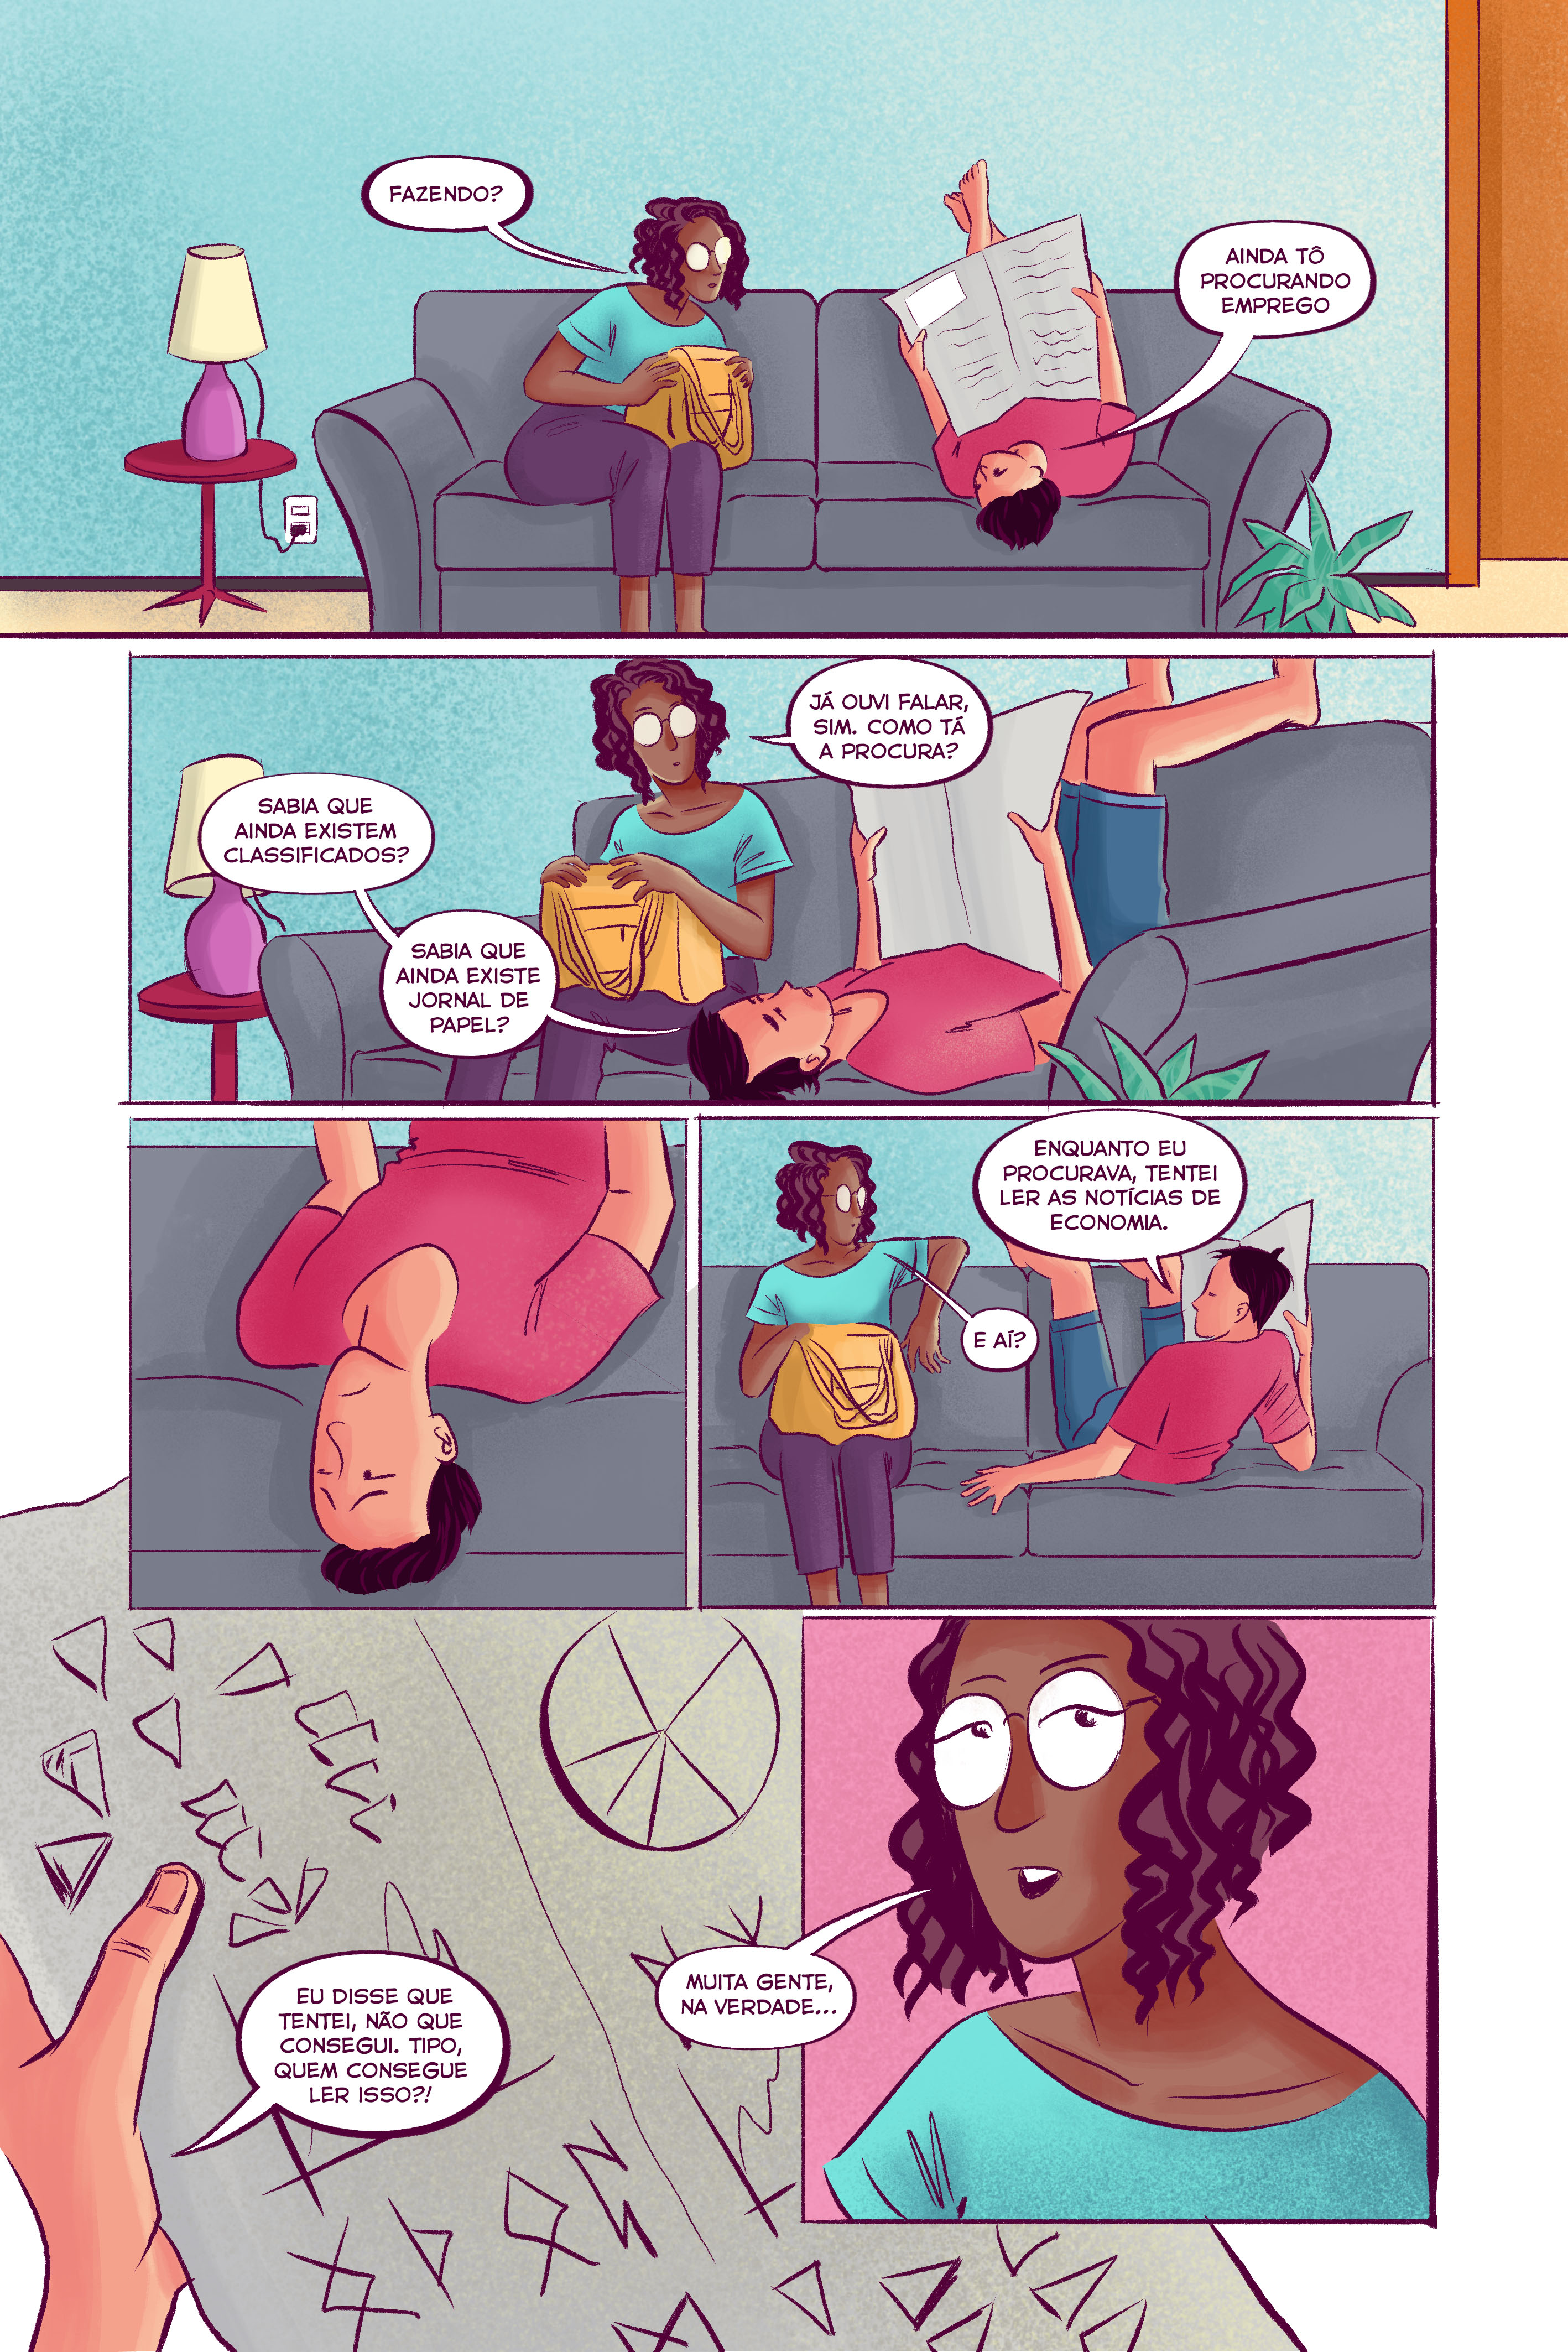 FAZENDO?
AINDA TÔ
PROCURANDO
EMPREGO
SABIA QUE
AINDA EXISTEM
CLASSIFICADOS?
SABIA QUE
AINDA EXISTE
JORNAL DE
PAPEL?
JÁ OUVI FALAR,
SIM. COMO TÁ
A PROCURA?
ENQUANTO EU
PROCURAVA, TENTEI
LER AS NOTÍCIAS DE
ECONOMIA.
E AÍ?
EU DISSE QUE
TENTEI, NÃO QUE
CONSEGUI. TIPO,
QUEM CONSEGUE
LER ISSO?!
MUITA GENTE,
NA VERDADE...